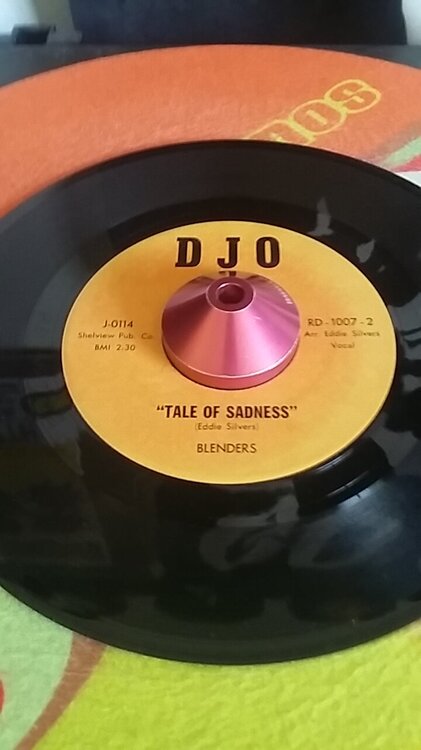 DJO
J-0114
Shelview Pub. Co.
BMI 2:30
RD-1007-2
Arr. Eddie Silvers
Vocal
"TALE OF SADNESS"
(Eddie Silvers)
BLENDERS